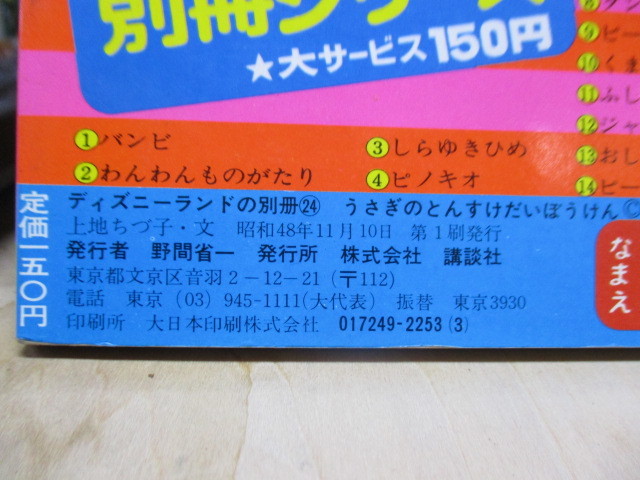 別冊シリーズ
★大サービス150円
①バンビ
②わんわんものがたり
③しらゆきひめ
④ピノキオ
⑨ピー
⑩くま
⑪ふし
⑫ジャ
⑬おし
⑭ピー
定価一五〇円
ディズニーランドの別冊㉔ うさぎのとんすけだいぼうけん©
上地ちづ子・文 昭和48年11月10日 第1刷発行
発行者 野間省一 発行所 株式会社 講談社
東京都文京区音羽2-12-21(〒112)
電話 東京(03)945-1111(大代表) 振替 東京3930
印刷所 大日本印刷株式会社 017249-2253(3)
なまえ